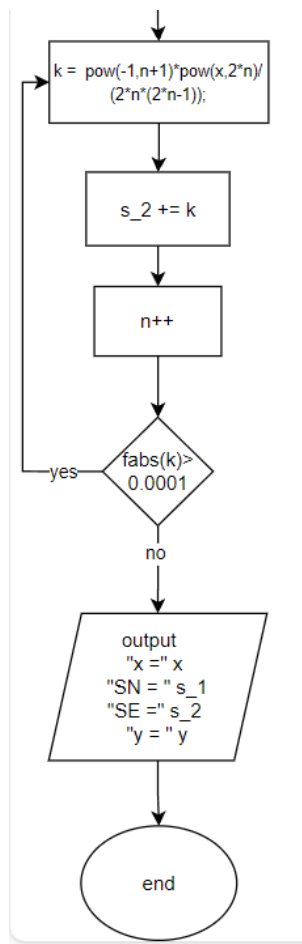 k = pow(-1,n+1)*pow(x,2*n)/
(2*n*(2*n-1));
s_2 += k
n++
fabs(k)>
0.0001
yes
no
output
"x =" x
"SN = " s_1
"SE =" s_2
"y = " y
end